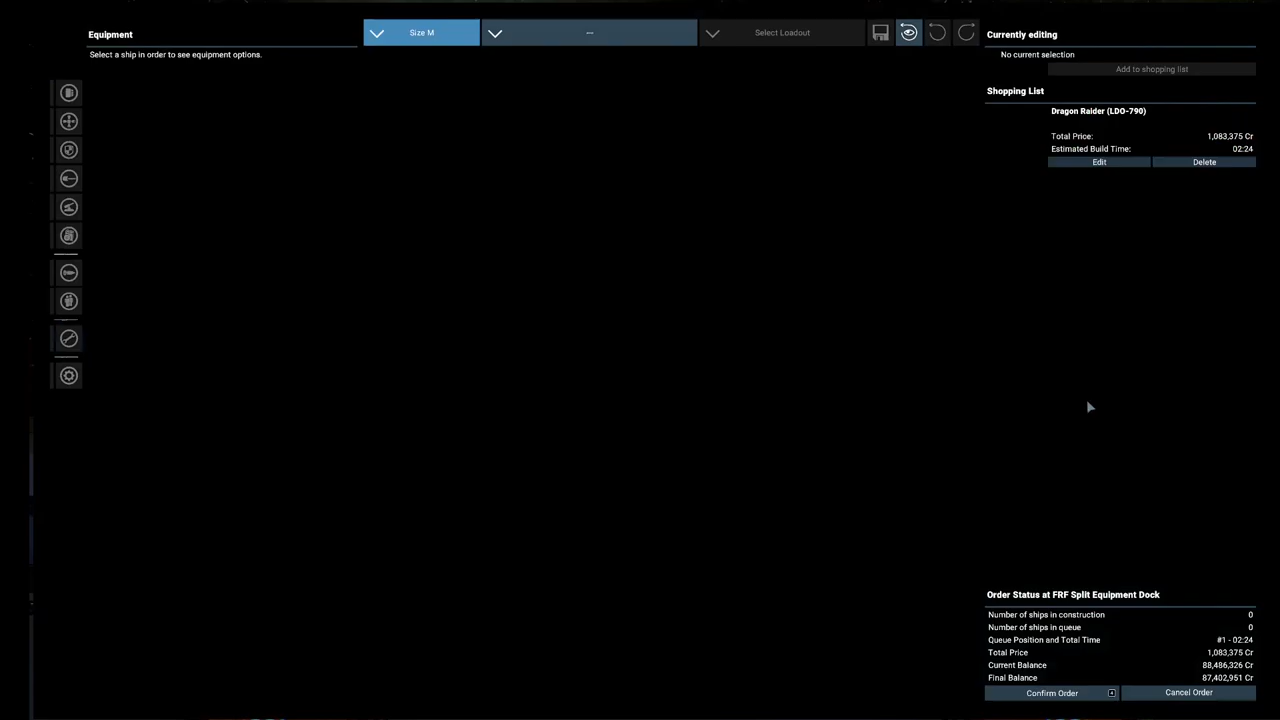 Equipment
Select a ship in order to see equipment options.
Size M
---
Select Loadout
Currently editing
No current selection
Add to shopping list
Shopping List
Dragon Raider (LDO-790)
Total Price: 1,083,375 Cr
Estimated Build Time: 02:24
Edit Delete
Order Status at FRF Split Equipment Dock
Number of ships in construction 0
Number of ships in queue 0
Queue Position and Total Time #1 - 02:24
Total Price 1,083,375 Cr
Current Balance 88,486,326 Cr
Final Balance 87,402,951 Cr
Confirm Order Cancel Order